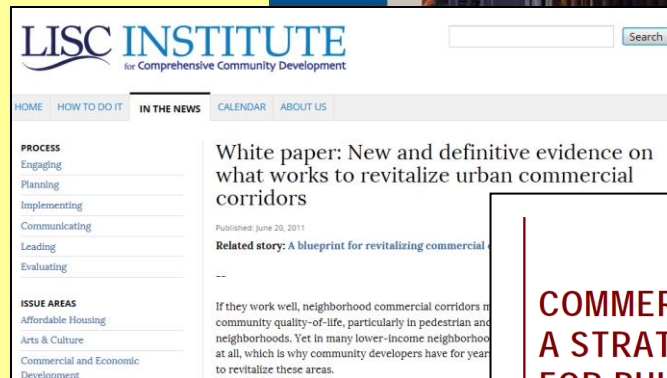 LISC INSTITUTE
for Comprehensive Community Development
Search
HOME HOW TO DO IT IN THE NEWS CALENDAR ABOUT US
PROCESS
Engaging
Planning
Implementing
Communicating
Leading
Evaluating
ISSUE AREAS
Affordable Housing
Arts & Culture
Commercial and Economic
Development
White paper: New and definitive evidence on
what works to revitalize urban commercial
corridors
Published: June 20, 2011
Related story: A blueprint for revitalizing commercial
--
If they work well, neighborhood commercial corridors
community quality-of-life, particularly in pedestrian and
neighborhoods. Yet in many lower-income
at all, which is why community developers have for
to revitalize these areas.
A STRAT